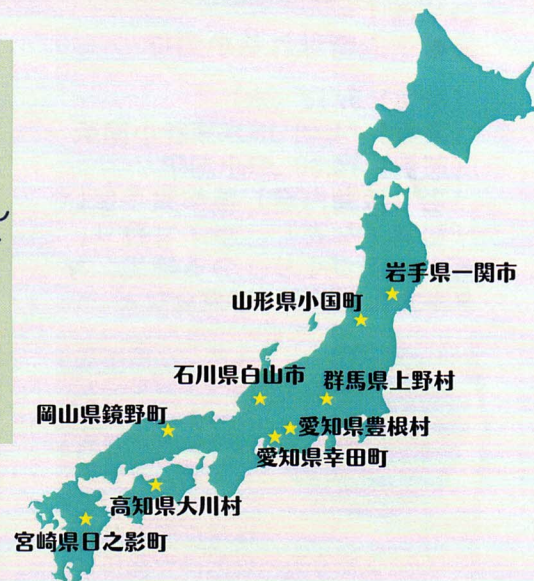 岩手県一関市
山形県小国町
石川県白山市
群馬県上野村
岡山県鏡野町
愛知県豊根村
愛知県幸田町
高知県大川村
宮崎県日之影町